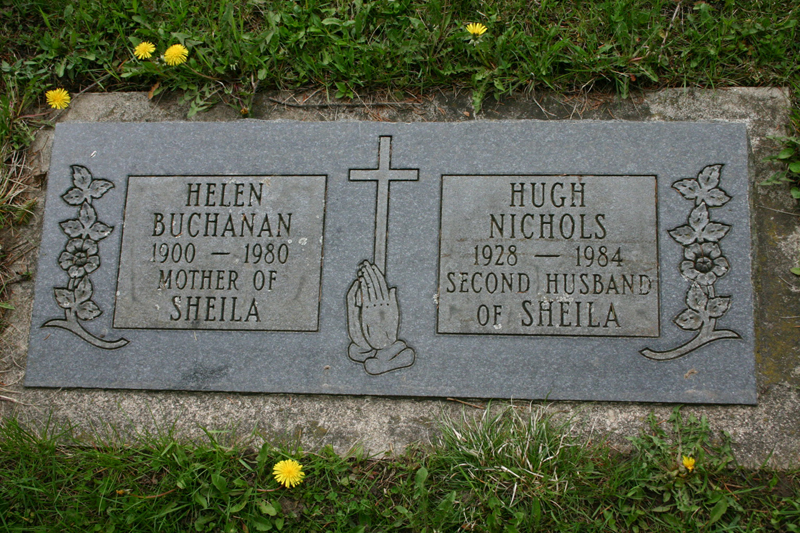 HELEN
BUCHANAN
1900 — 1980
MOTHER OF
SHEILA
HUGH
NICHOLS
1928 — 1984
SECOND HUSBAND
OF SHEILA